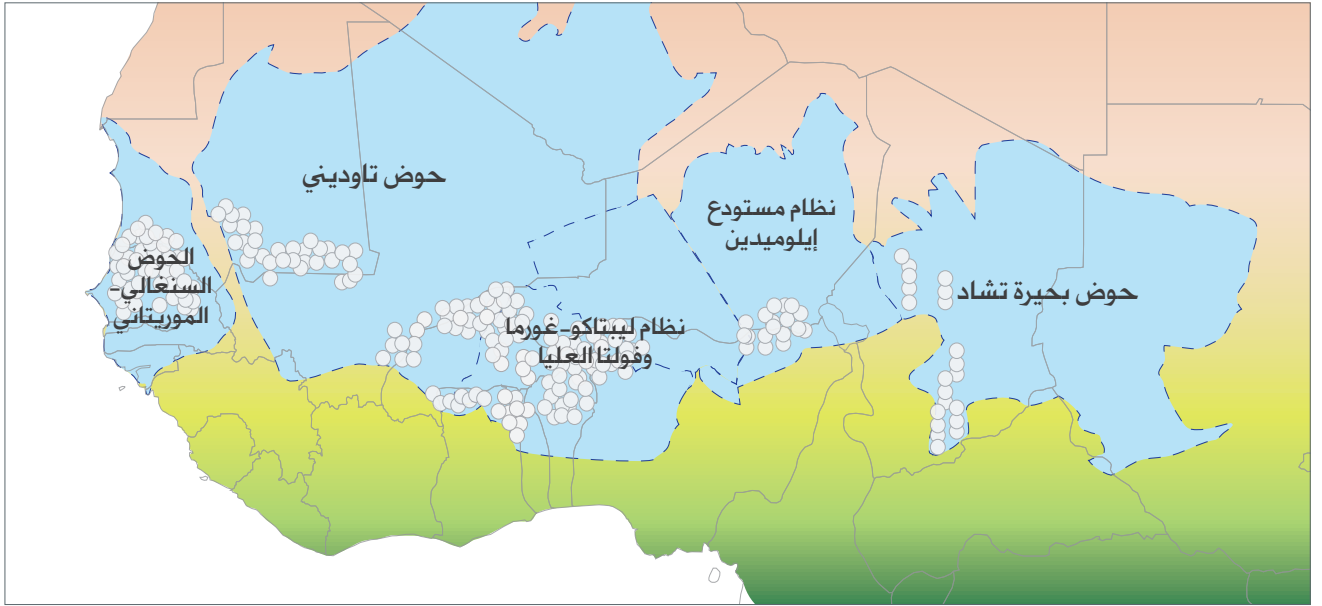 حوض تاوديني
نظام مستودع
إيلوميدين
الحوض
السنغالي-
الموريتاني
حوض بحيرة تشاد
نظام ليبتاكو-غورما
وفولتا العليا